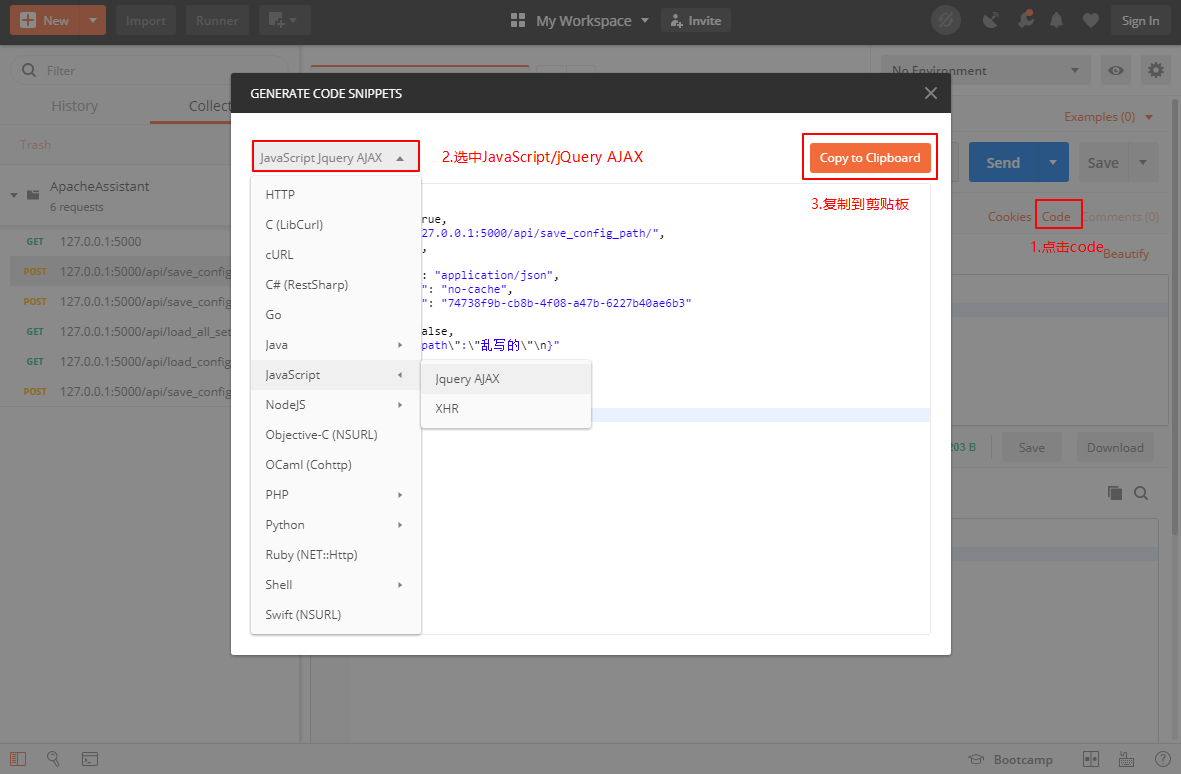 New
Import
Runner
My Workspace
Invite
Sign In
Filter
No Environment
History
Collect
Examples (0)
Trash
GENERATE CODE SNIPPETS
JavaScript Jquery AJAX
2.选中JavaScript/jQuery AJAX
Copy to Clipboard
Send
Save
3.复制到剪贴板
ApacheAssistant
6 requests
Cookies
Code
Comments (0)
1.点击code
Beautify
GET 127.0.0.1:5000
POST 127.0.0.1:5000/api/save_config
POST 127.0.0.1:5000/api/save_config
GET 127.0.0.1:5000/api/load_all_set
GET 127.0.0.1:5000/api/load_config
POST 127.0.0.1:5000/api/save_config
HTTP
C (LibCurl)
cURL
C# (RestSharp)
Go
Java
JavaScript
NodeJS
Objective-C (NSURL)
OCaml (Cohttp)
PHP
Python
Ruby (NET::Http)
Shell
Swift (NSURL)
rue,
27.0.0.1:5000/api/save_config_path/",
,
: "application/json",
": "no-cache",
": "74738f9b-cb8b-4f08-a47b-6227b40ae6b3"
alse,
path\":\"乱写的\"\n}"
Jquery AJAX
XHR
203 B
Save
Download
Bootcamp